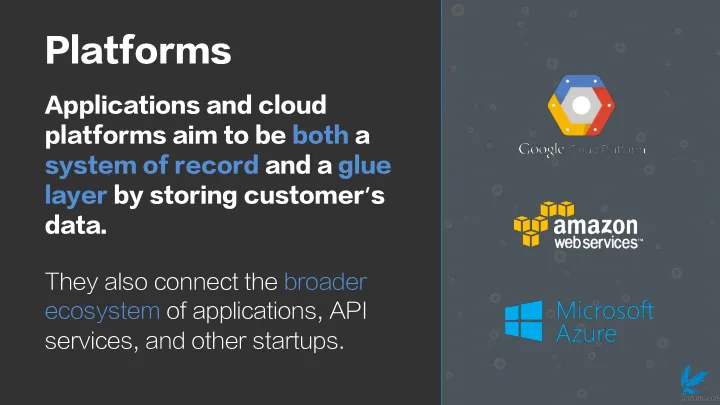 Platforms
Applications and cloud
platforms aim to be both a
system of record and a glue
layer by storing customer's
data.
They also connect the broader
ecosystem of applications, API
services, and other startups.
Google Cloud Platform
amazon
webservices™
Microsoft
Azure